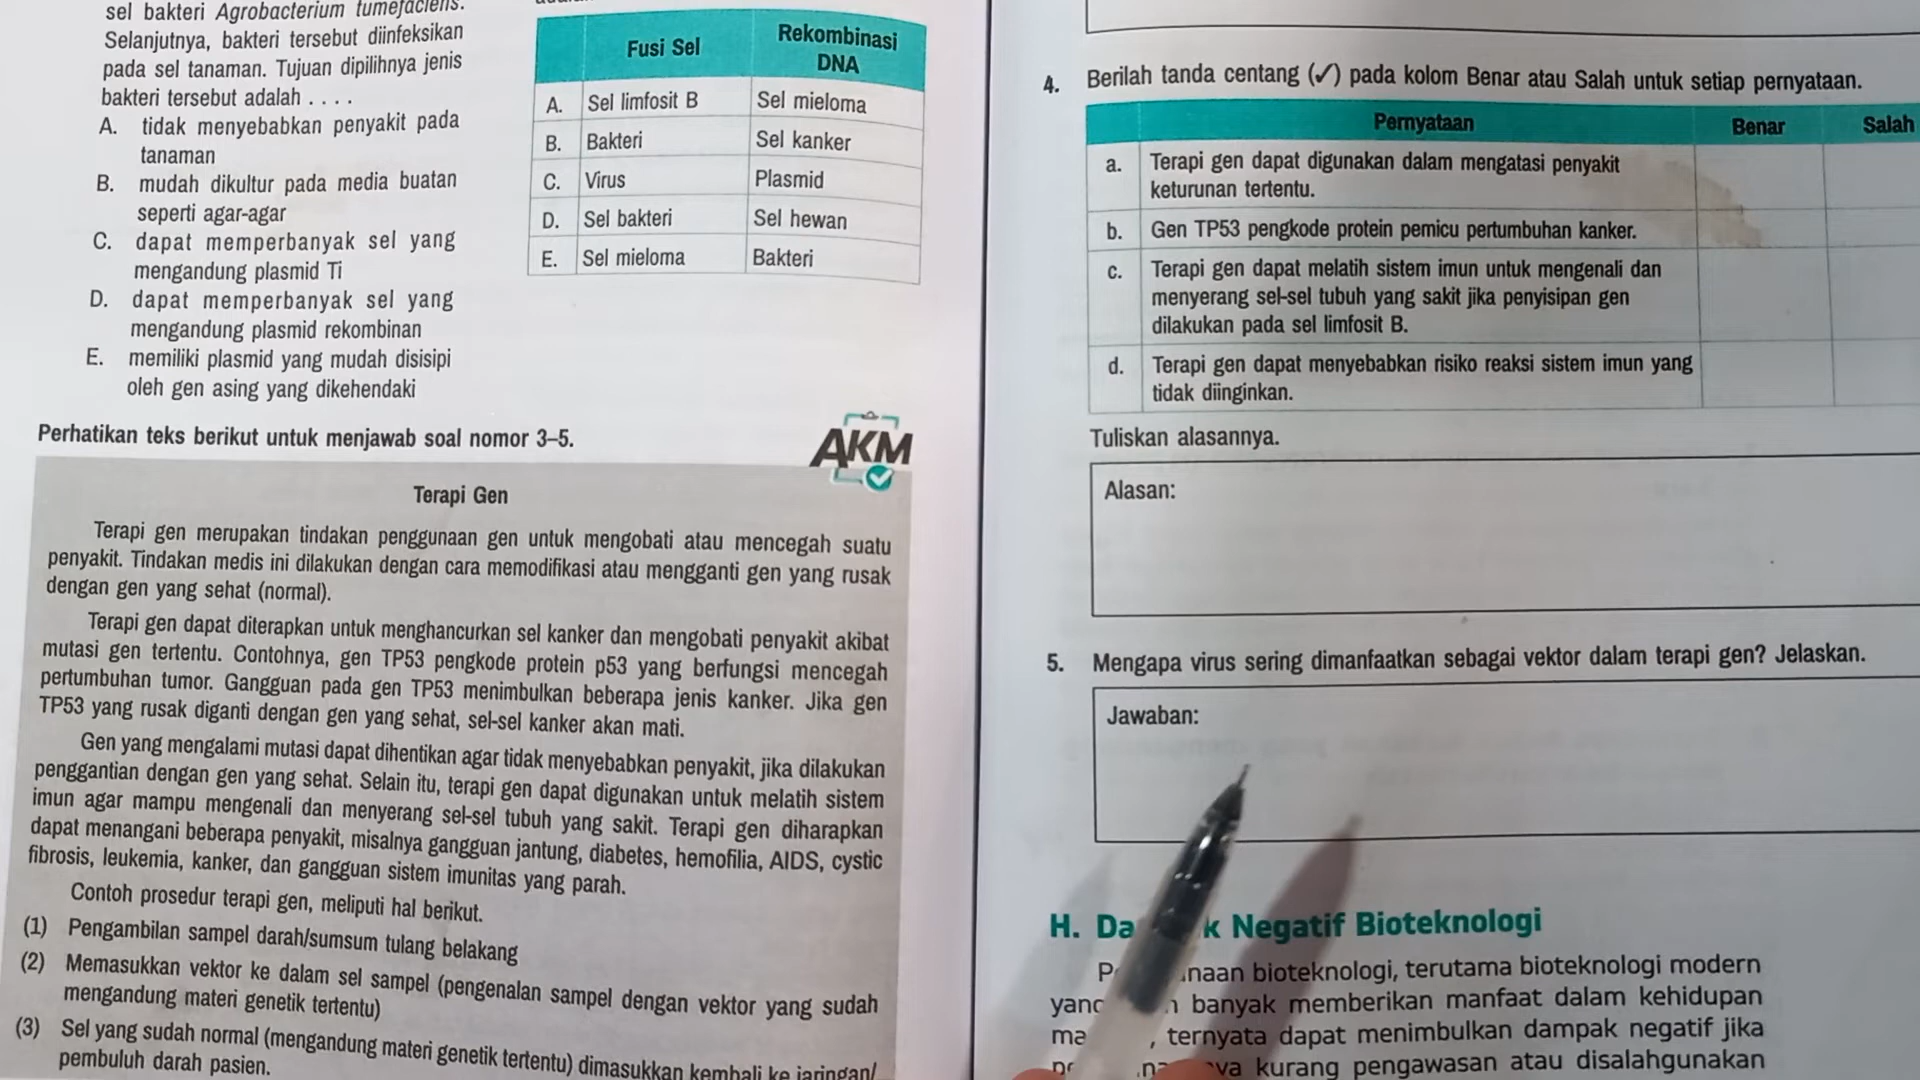 sel bakteri Agrobacterium tumefaciens.
Selanjutnya, bakteri tersebut diinfeksikan
pada sel tanaman. Tujuan dipilihnya jenis
bakteri tersebut adalah . . . .
A. tidak menyebabkan penyakit pada
tanaman
B. mudah dikultur pada media buatan
seperti agar-agar
C. dapat memperbanyak sel yang
mengandung plasmid Ti
D. dapat memperbanyak sel yang
mengandung plasmid rekombinan
E. memiliki plasmid yang mudah disisipi
oleh gen asing yang dikehendaki
Fusi Sel Rekombinasi DNA
A. Sel limfosit B Sel mieloma
B. Bakteri Sel kanker
C. Virus Plasmid
D. Sel bakteri Sel hewan
E. Sel mieloma Bakteri
Perhatikan teks berikut untuk menjawab soal nomor 3–5.
AKM
Terapi Gen
Terapi gen merupakan tindakan penggunaan gen untuk mengobati atau mencegah suatu
penyakit. Tindakan medis ini dilakukan dengan cara memodifikasi atau mengganti gen yang rusak
dengan gen yang sehat (normal).
Terapi gen dapat diterapkan untuk menghancurkan sel kanker dan mengobati penyakit akibat
mutasi gen tertentu. Contohnya, gen TP53 pengkode protein p53 yang berfungsi mencegah
pertumbuhan tumor. Gangguan pada gen TP53 menimbulkan beberapa jenis kanker. Jika gen
TP53 yang rusak diganti dengan gen yang sehat, sel-sel kanker akan mati.
Gen yang mengalami mutasi dapat dihentikan agar tidak menyebabkan penyakit, jika dilakukan
penggantian dengan gen yang sehat. Selain itu, terapi gen dapat digunakan untuk melatih sistem
imun agar mampu mengenali dan menyerang sel-sel tubuh yang sakit. Terapi gen diharapkan
dapat menangani beberapa penyakit, misalnya gangguan jantung, diabetes, hemofilia, AIDS, cystic
fibrosis, leukemia, kanker, dan gangguan sistem imunitas yang parah.
Contoh prosedur terapi gen, meliputi hal berikut.
(1) Pengambilan sampel darah/sumsum tulang belakang
(2) Memasukkan vektor ke dalam sel sampel (pengenalan sampel dengan vektor yang sudah
mengandung materi genetik tertentu)
(3) Sel yang sudah normal (mengandung materi genetik tertentu) dimasukkan kembali ke jaringan/
pembuluh darah pasien.
4. Berilah tanda centang (✓) pada kolom Benar atau Salah untuk setiap pernyataan.
Pernyataan Benar Salah
a. Terapi gen dapat digunakan dalam mengatasi penyakit
keturunan tertentu.
b. Gen TP53 pengkode protein pemicu pertumbuhan kanker.
c. Terapi gen dapat melatih sistem imun untuk mengenali dan
menyerang sel-sel tubuh yang sakit jika penyisipan gen
dilakukan pada sel limfosit B.
d. Terapi gen dapat menyebabkan risiko reaksi sistem imun yang
tidak diinginkan.
Tuliskan alasannya.
Alasan:
5. Mengapa virus sering dimanfaatkan sebagai vektor dalam terapi gen? Jelaskan.
Jawaban:
H. Da k Negatif Bioteknologi
naan bioteknologi, terutama bioteknologi modern
yang banyak memberikan manfaat dalam kehidupan
ma , ternyata dapat menimbulkan dampak negatif jika
kurang pengawasan atau disalahgunakan